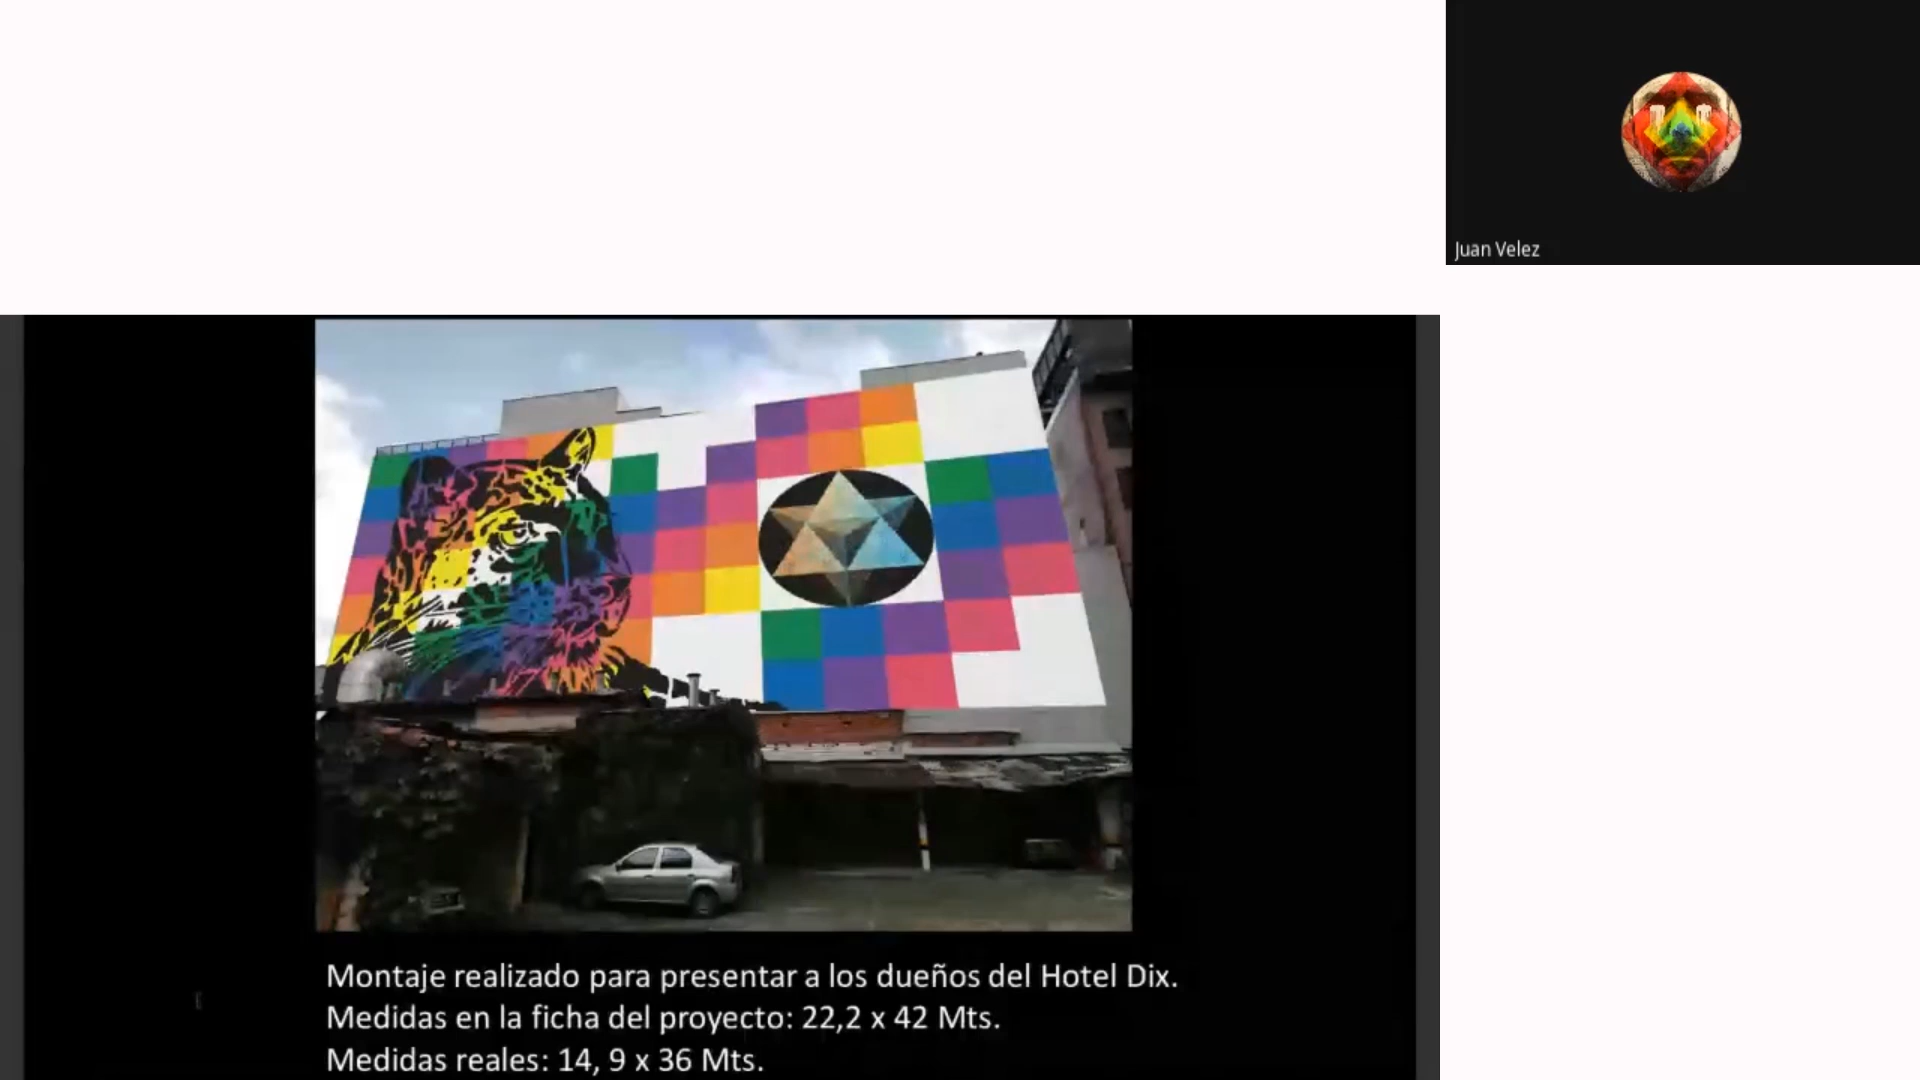 Juan Velez
Montaje realizado para presentar a los dueños del Hotel Dix.
Medidas en la ficha del proyecto: 22,2 x 42 Mts.
Medidas reales: 14, 9 x 36 Mts.